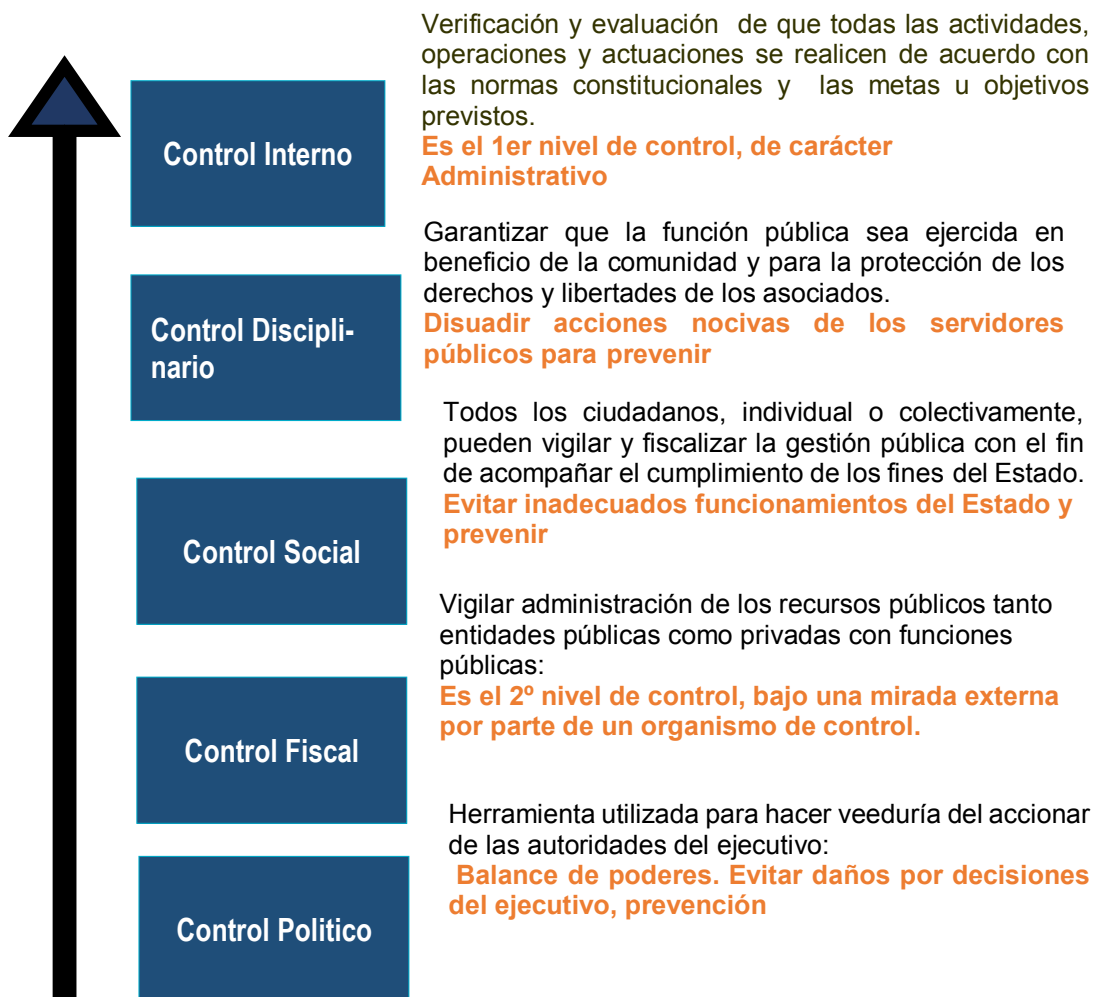 Verificación y evaluación de que todas las actividades,
operaciones y actuaciones se realicen de acuerdo con
las normas constitucionales y las metas u objetivos
previstos.
Es el 1er nivel de control, de carácter
Administrativo
Control Interno
Garantizar que la función pública sea ejercida en
beneficio de la comunidad y para la protección de los
derechos y libertades de los asociados.
Disuadir acciones nocivas de los servidores
públicos para prevenir
Control Discipli-
nario
Todos los ciudadanos, individual o colectivamente,
pueden vigilar y fiscalizar la gestión pública con el fin
de acompañar el cumplimiento de los fines del Estado.
Evitar inadecuados funcionamientos del Estado y
prevenir
Control Social
Vigilar administración de los recursos públicos tanto
entidades públicas como privadas con funciones
públicas:
Es el 2º nivel de control, bajo una mirada externa
por parte de un organismo de control.
Control Fiscal
Herramienta utilizada para hacer veeduría del accionar
de las autoridades del ejecutivo:
Balance de poderes. Evitar daños por decisiones
del ejecutivo, prevención
Control Politico